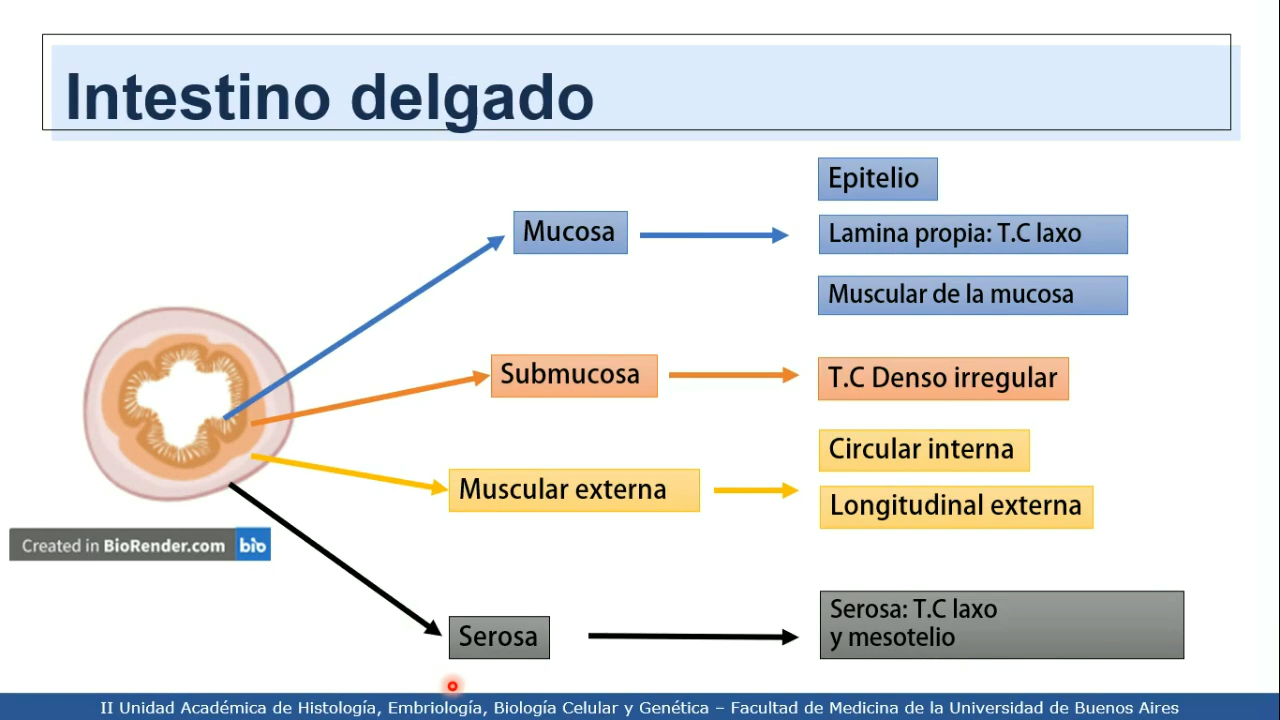 Intestino delgado
Epitelio
Mucosa
Lamina propia: T.C laxo
Muscular de la mucosa
Submucosa
T.C Denso irregular
Circular interna
Muscular externa
Longitudinal externa
Created in BioRender.com bio
Serosa
Serosa: T.C laxo
y mesotelio
II Unidad Académica de Histología, Embriología, Biología Celular y Genética – Facultad de Medicina de la Universidad de Buenos Aires